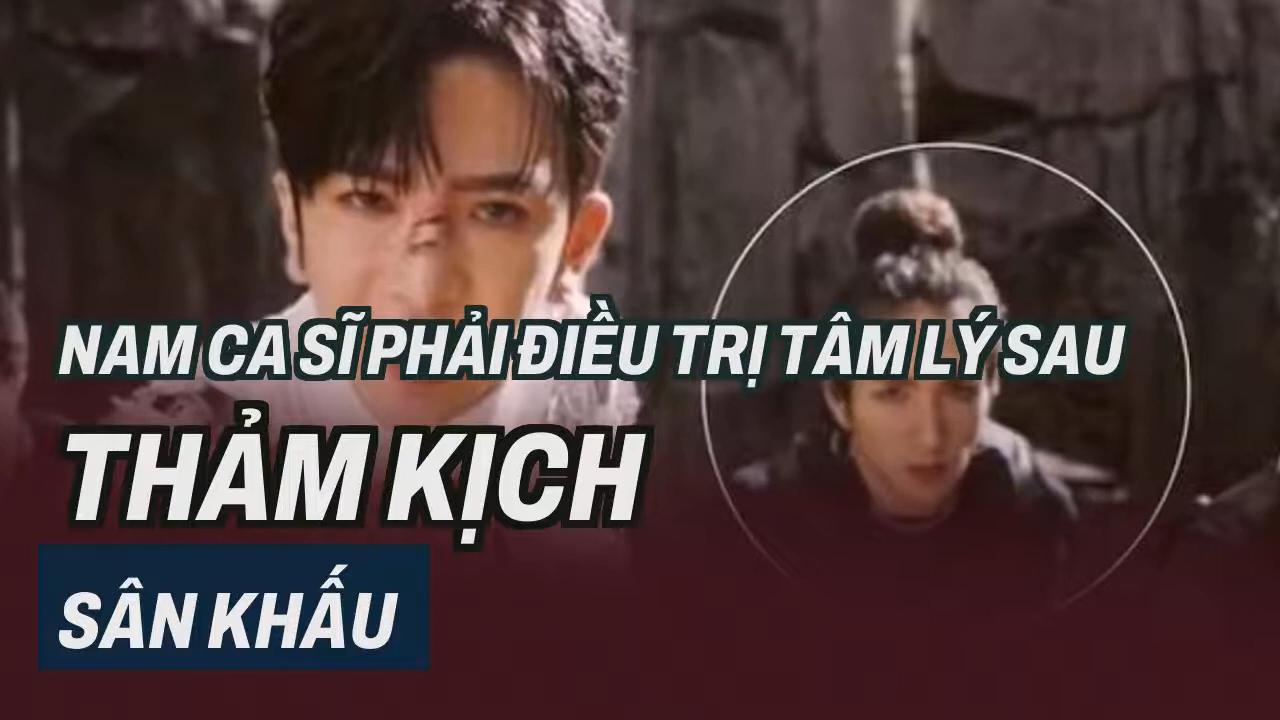 NAM CA SĨ PHẢI ĐIỀU TRỊ TÂM LÝ SAU
THẢM KỊCH
SÂN KHẤU